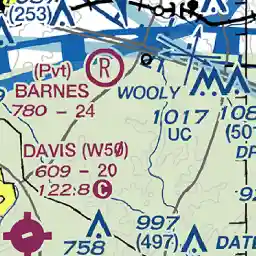 (253)
(Pvt)
R
BARNES
780 - 24
WOOLY
1017
UC
DAVIS (W50)
609 - 20
122.8 C
997
(497)
758
DATE